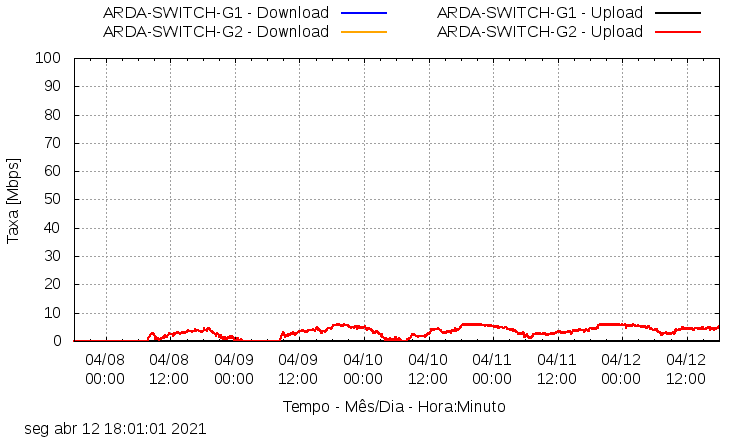 ARDA-SWITCH-G1 - Download ARDA-SWITCH-G1 - Upload
ARDA-SWITCH-G2 - Download ARDA-SWITCH-G2 - Upload
100
90
80
70
60
50
40
30
20
10
0
Taxa [Mbps]
04/08 04/08 04/09 04/09 04/10 04/10 04/11 04/11 04/12 04/12
00:00 12:00 00:00 12:00 00:00 12:00 00:00 12:00 00:00 12:00
Tempo - Mês/Dia - Hora:Minuto
seg abr 12 18:01:01 2021